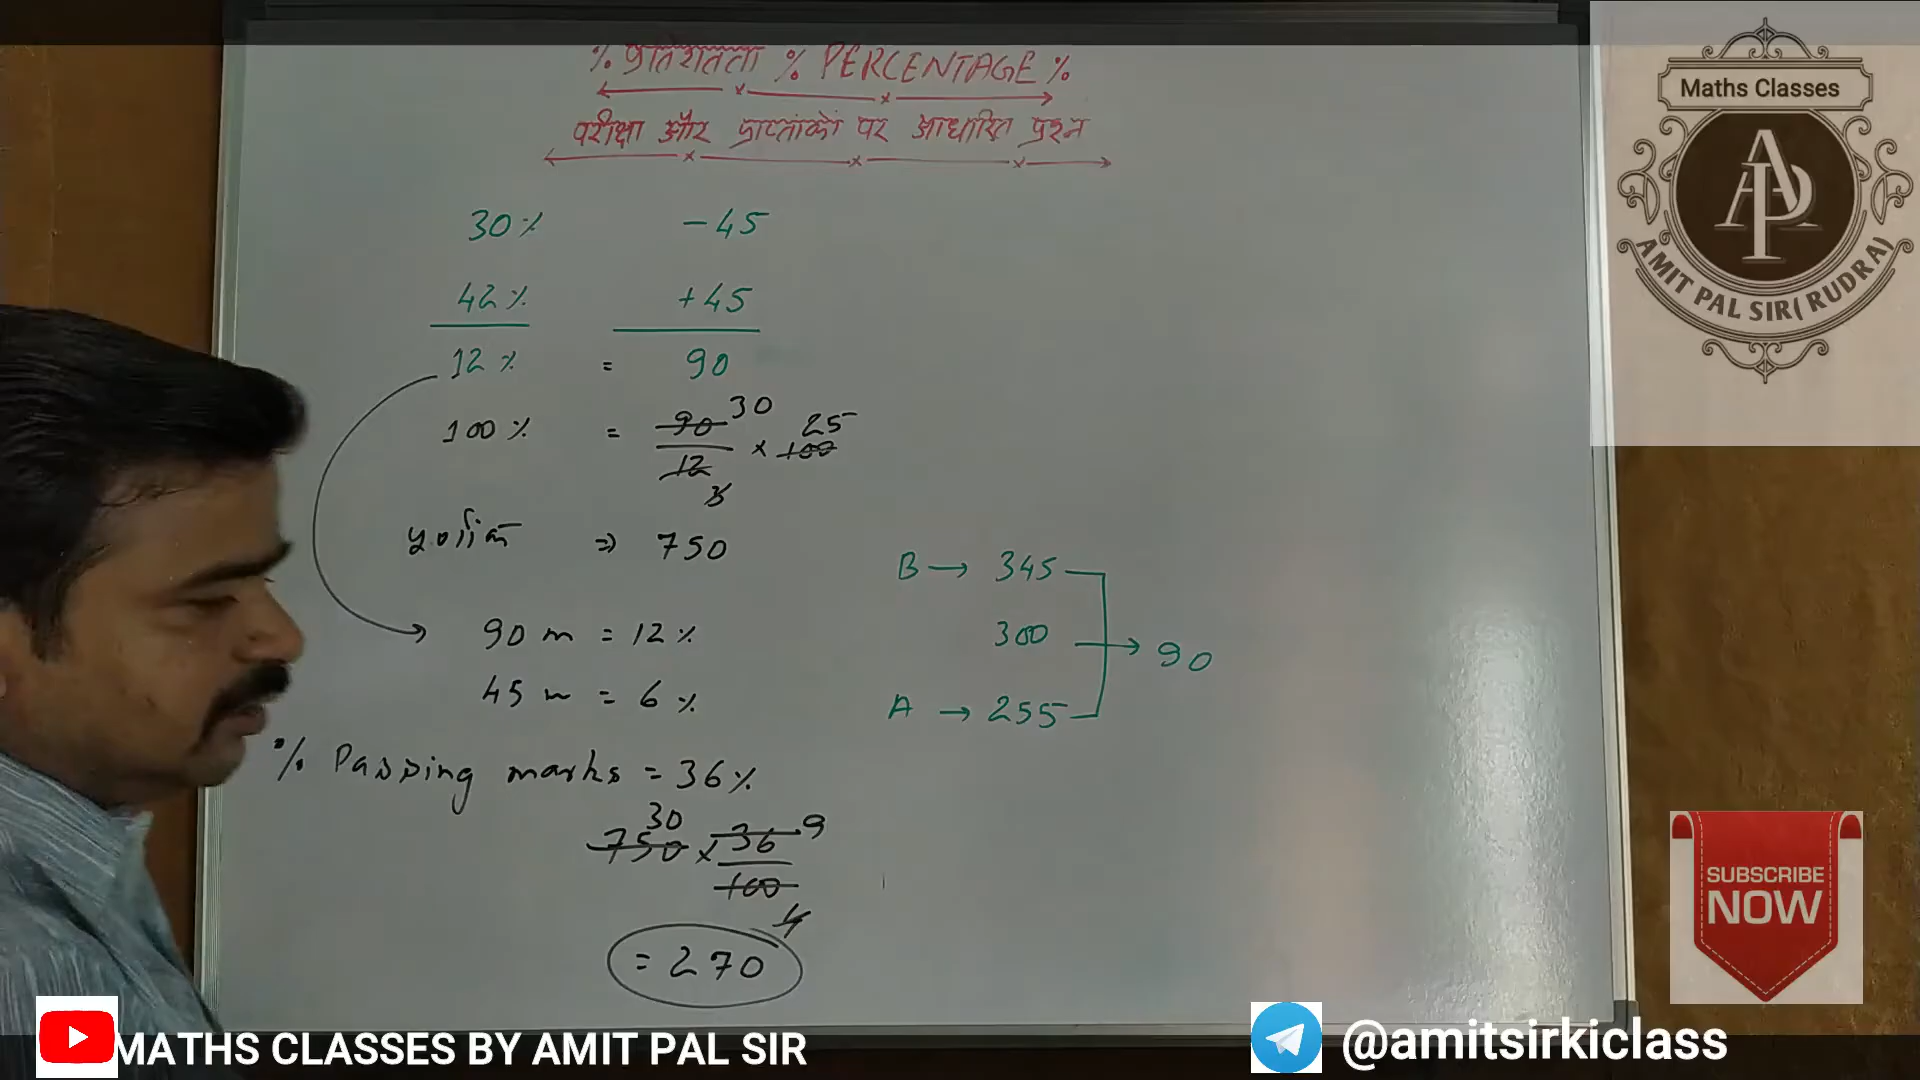 % प्रतिशतता % PERCENTAGE %
परीक्षा और प्राप्तांको पर आधारित प्रश्न
30% -45
42% +45
12% = 90
100% = 90/12 × 100
30
25
3
पूर्णांक ⇒ 750
90 m = 12%
45 m = 6%
% Passing marks = 36%
750 × 36/100
30
9
4
= 270
B → 345
300 → 90
A → 255
Maths Classes
AP
AMIT PAL SIR( RUDRA)
SUBSCRIBE
NOW
MATHS CLASSES BY AMIT PAL SIR
@amitsirkiclass